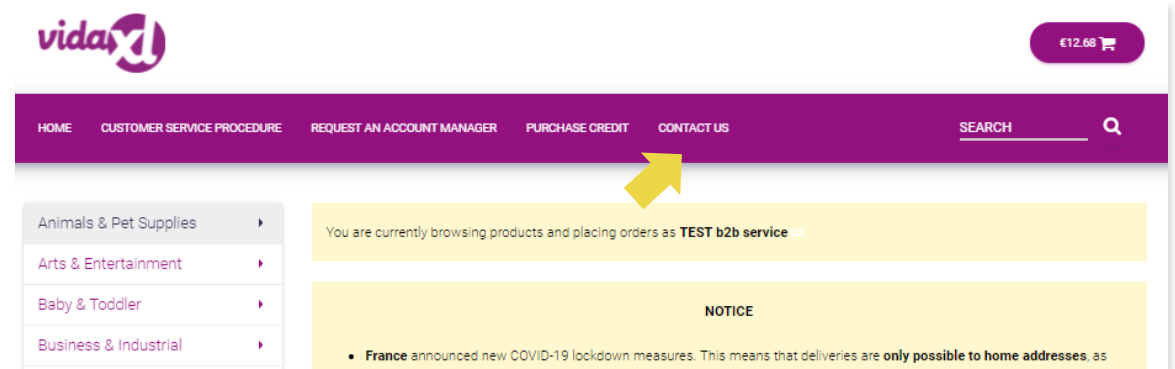 vidaXL
€12.68
HOME CUSTOMER SERVICE PROCEDURE REQUEST AN ACCOUNT MANAGER PURCHASE CREDIT CONTACT US SEARCH
Animals & Pet Supplies
Arts & Entertainment
Baby & Toddler
Business & Industrial
You are currently browsing products and placing orders as TEST b2b service
NOTICE
• France announced new COVID-19 lockdown measures. This means that deliveries are only possible to home addresses, as